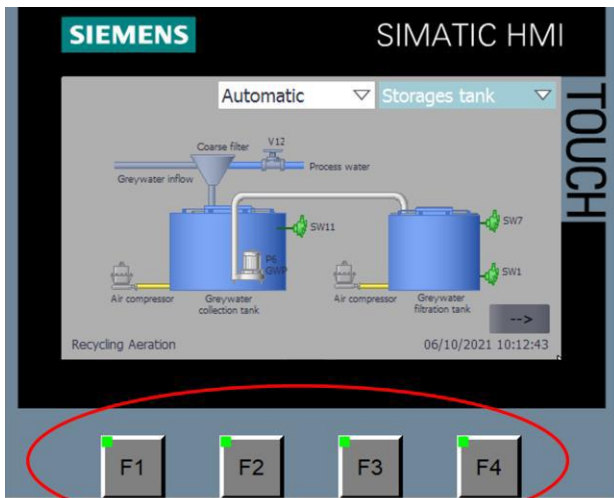 SIEMENS
SIMATIC HMI
TOUCH
Automatic
Storages tank
Coarse filter
V12
Greywater inflow
Process water
SW11
SW7
P6
GWP
SW1
Air compressor
Greywater
collection tank
Air compressor
Greywater
filtration tank
-->
Recycling Aeration
06/10/2021 10:12:43
F1
F2
F3
F4